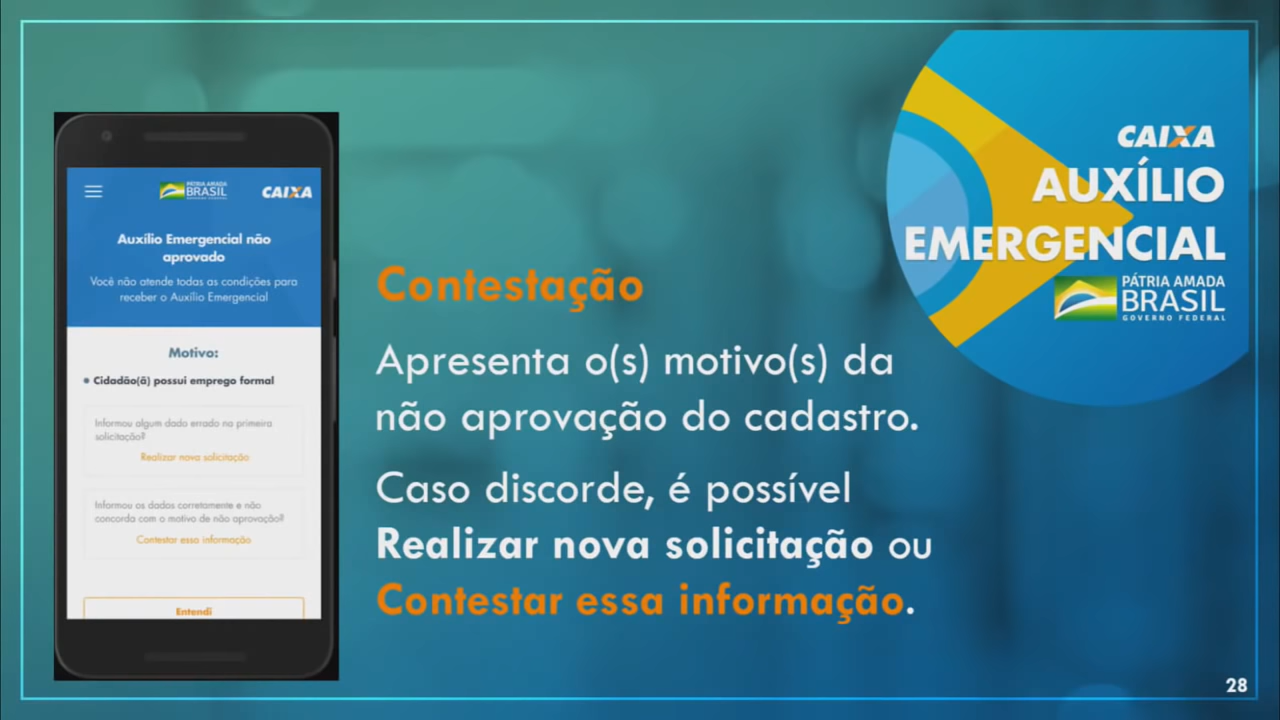 PÁTRIA AMADA
BRASIL
GOVERNO FEDERAL
CAIXA
Auxílio Emergencial não
aprovado
Você não atende todas as condições para
receber o Auxílio Emergencial
Motivo:
• Cidadão(ã) possui emprego formal
Informou algum dado errado na primeira
solicitação?
Realizar nova solicitação
Informou os dados corretamente e não
concorda com o motivo de não aprovação?
Contestar essa informação
Entendi
Contestação
Apresenta o(s) motivo(s) da
não aprovação do cadastro.
Caso discorde, é possível
Realizar nova solicitação ou
Contestar essa informação.
CAIXA
AUXÍLIO
EMERGENCIAL
PÁTRIA AMADA
BRASIL
GOVERNO FEDERAL
28